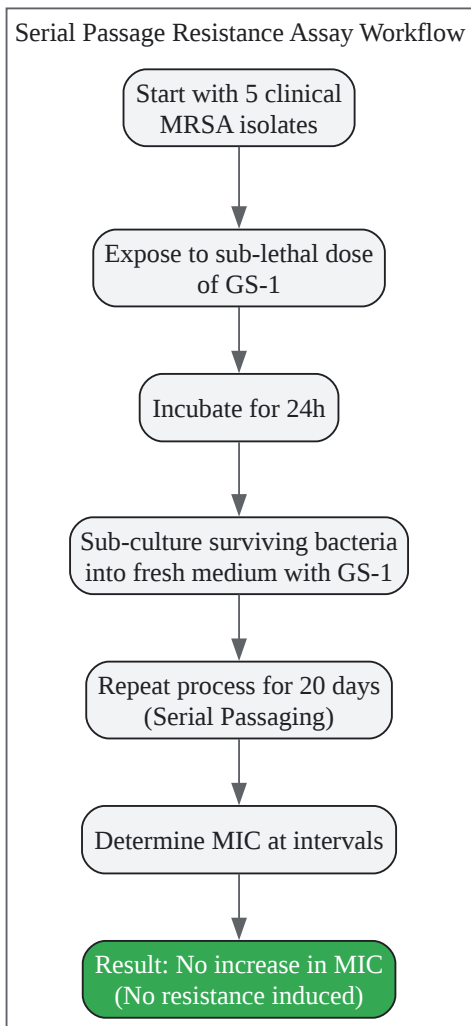 Serial Passage Resistance Assay Workflow
Start with 5 clinical
MRSA isolates
Expose to sub-lethal dose
of GS-1
Incubate for 24h
Sub-culture surviving bacteria
into fresh medium with GS-1
Repeat process for 20 days
(Serial Passaging)
Determine MIC at intervals
Result: No increase in MIC
(No resistance induced)